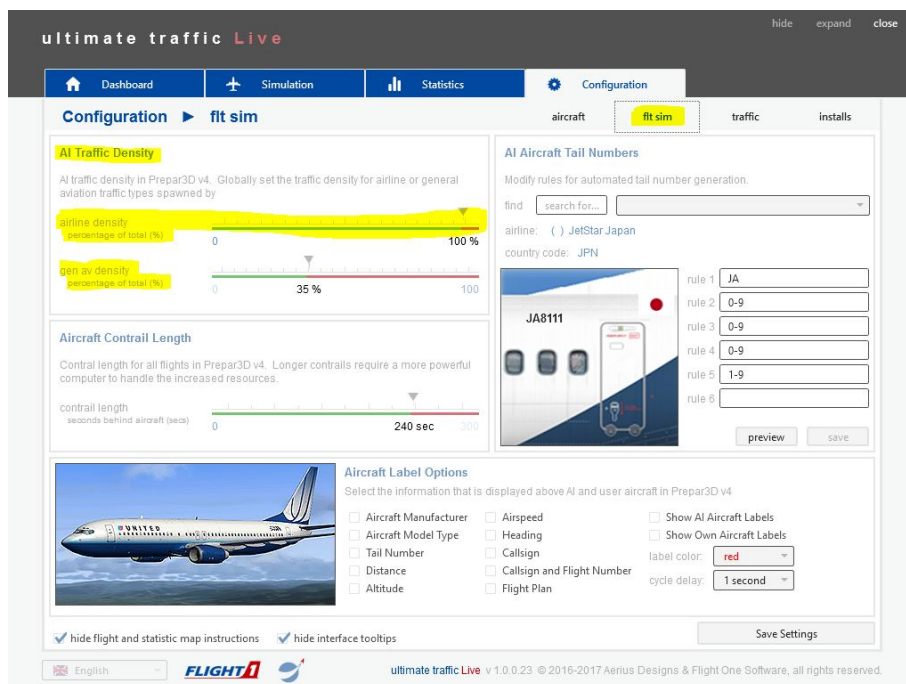 hide expand close
ultimate traffic Live
Dashboard Simulation Statistics Configuration
Configuration ► flt sim
aircraft flt sim traffic installs
AI Traffic Density
AI traffic density in Prepar3D v4. Globally set the traffic density for airline or general
aviation traffic types spawned by
airline density
percentage of total (%)
0 100 %
gen av density
percentage of total (%)
0 35 % 100
Aircraft Contrail Length
Contral length for all flights in Prepar3D v4. Longer contrails require a more powerful
computer to handle the increased resources.
contrail length
seconds behind aircraft (secs)
0 240 sec 300
AI Aircraft Tail Numbers
Modify rules for automated tail number generation.
find search for...
airline: ( ) JetStar Japan
country code: JPN
JA8111
rule 1 JA
rule 2 0-9
rule 3 0-9
rule 4 0-9
rule 5 1-9
rule 6
preview save
UNITED
Aircraft Label Options
Select the information that is displayed above AI and user aircraft in Prepar3D v4
Aircraft Manufacturer Airspeed Show AI Aircraft Labels
Aircraft Model Type Heading Show Own Aircraft Labels
Tail Number Callsign label color: red
Distance Callsign and Flight Number cycle delay: 1 second
Altitude Flight Plan
hide flight and statistic map instructions hide interface tooltips
Save Settings
English FLIGHT1 ultimate traffic Live v 1.0.0.23 © 2016-2017 Aerius Designs & Flight One Software, all rights reserved.